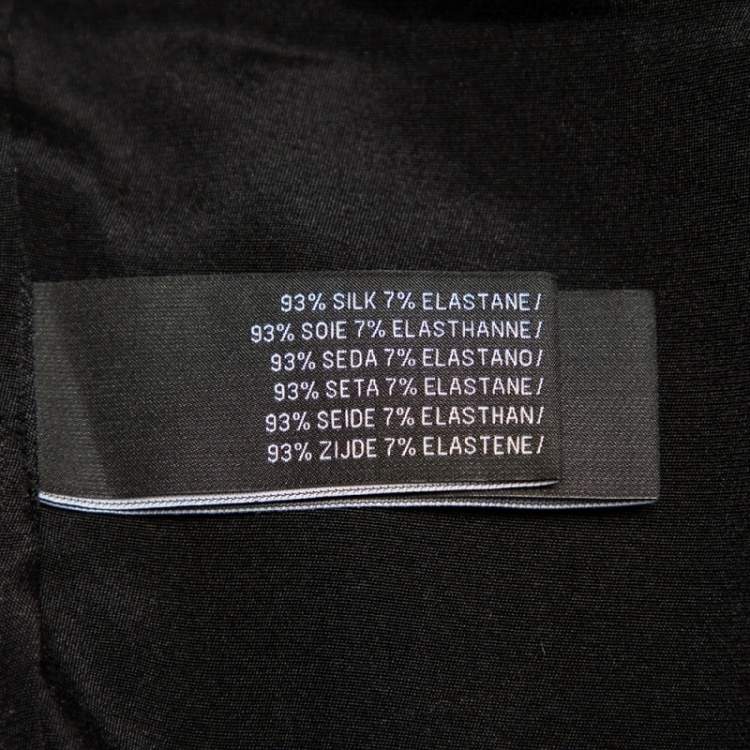 93% SILK 7% ELASTANE/
93% SOIE 7% ELASTHANNE/
93% SEDA 7% ELASTANO/
93% SETA 7% ELASTANE/
93% SEIDE 7% ELASTHAN/
93% ZIJDE 7% ELASTENE/